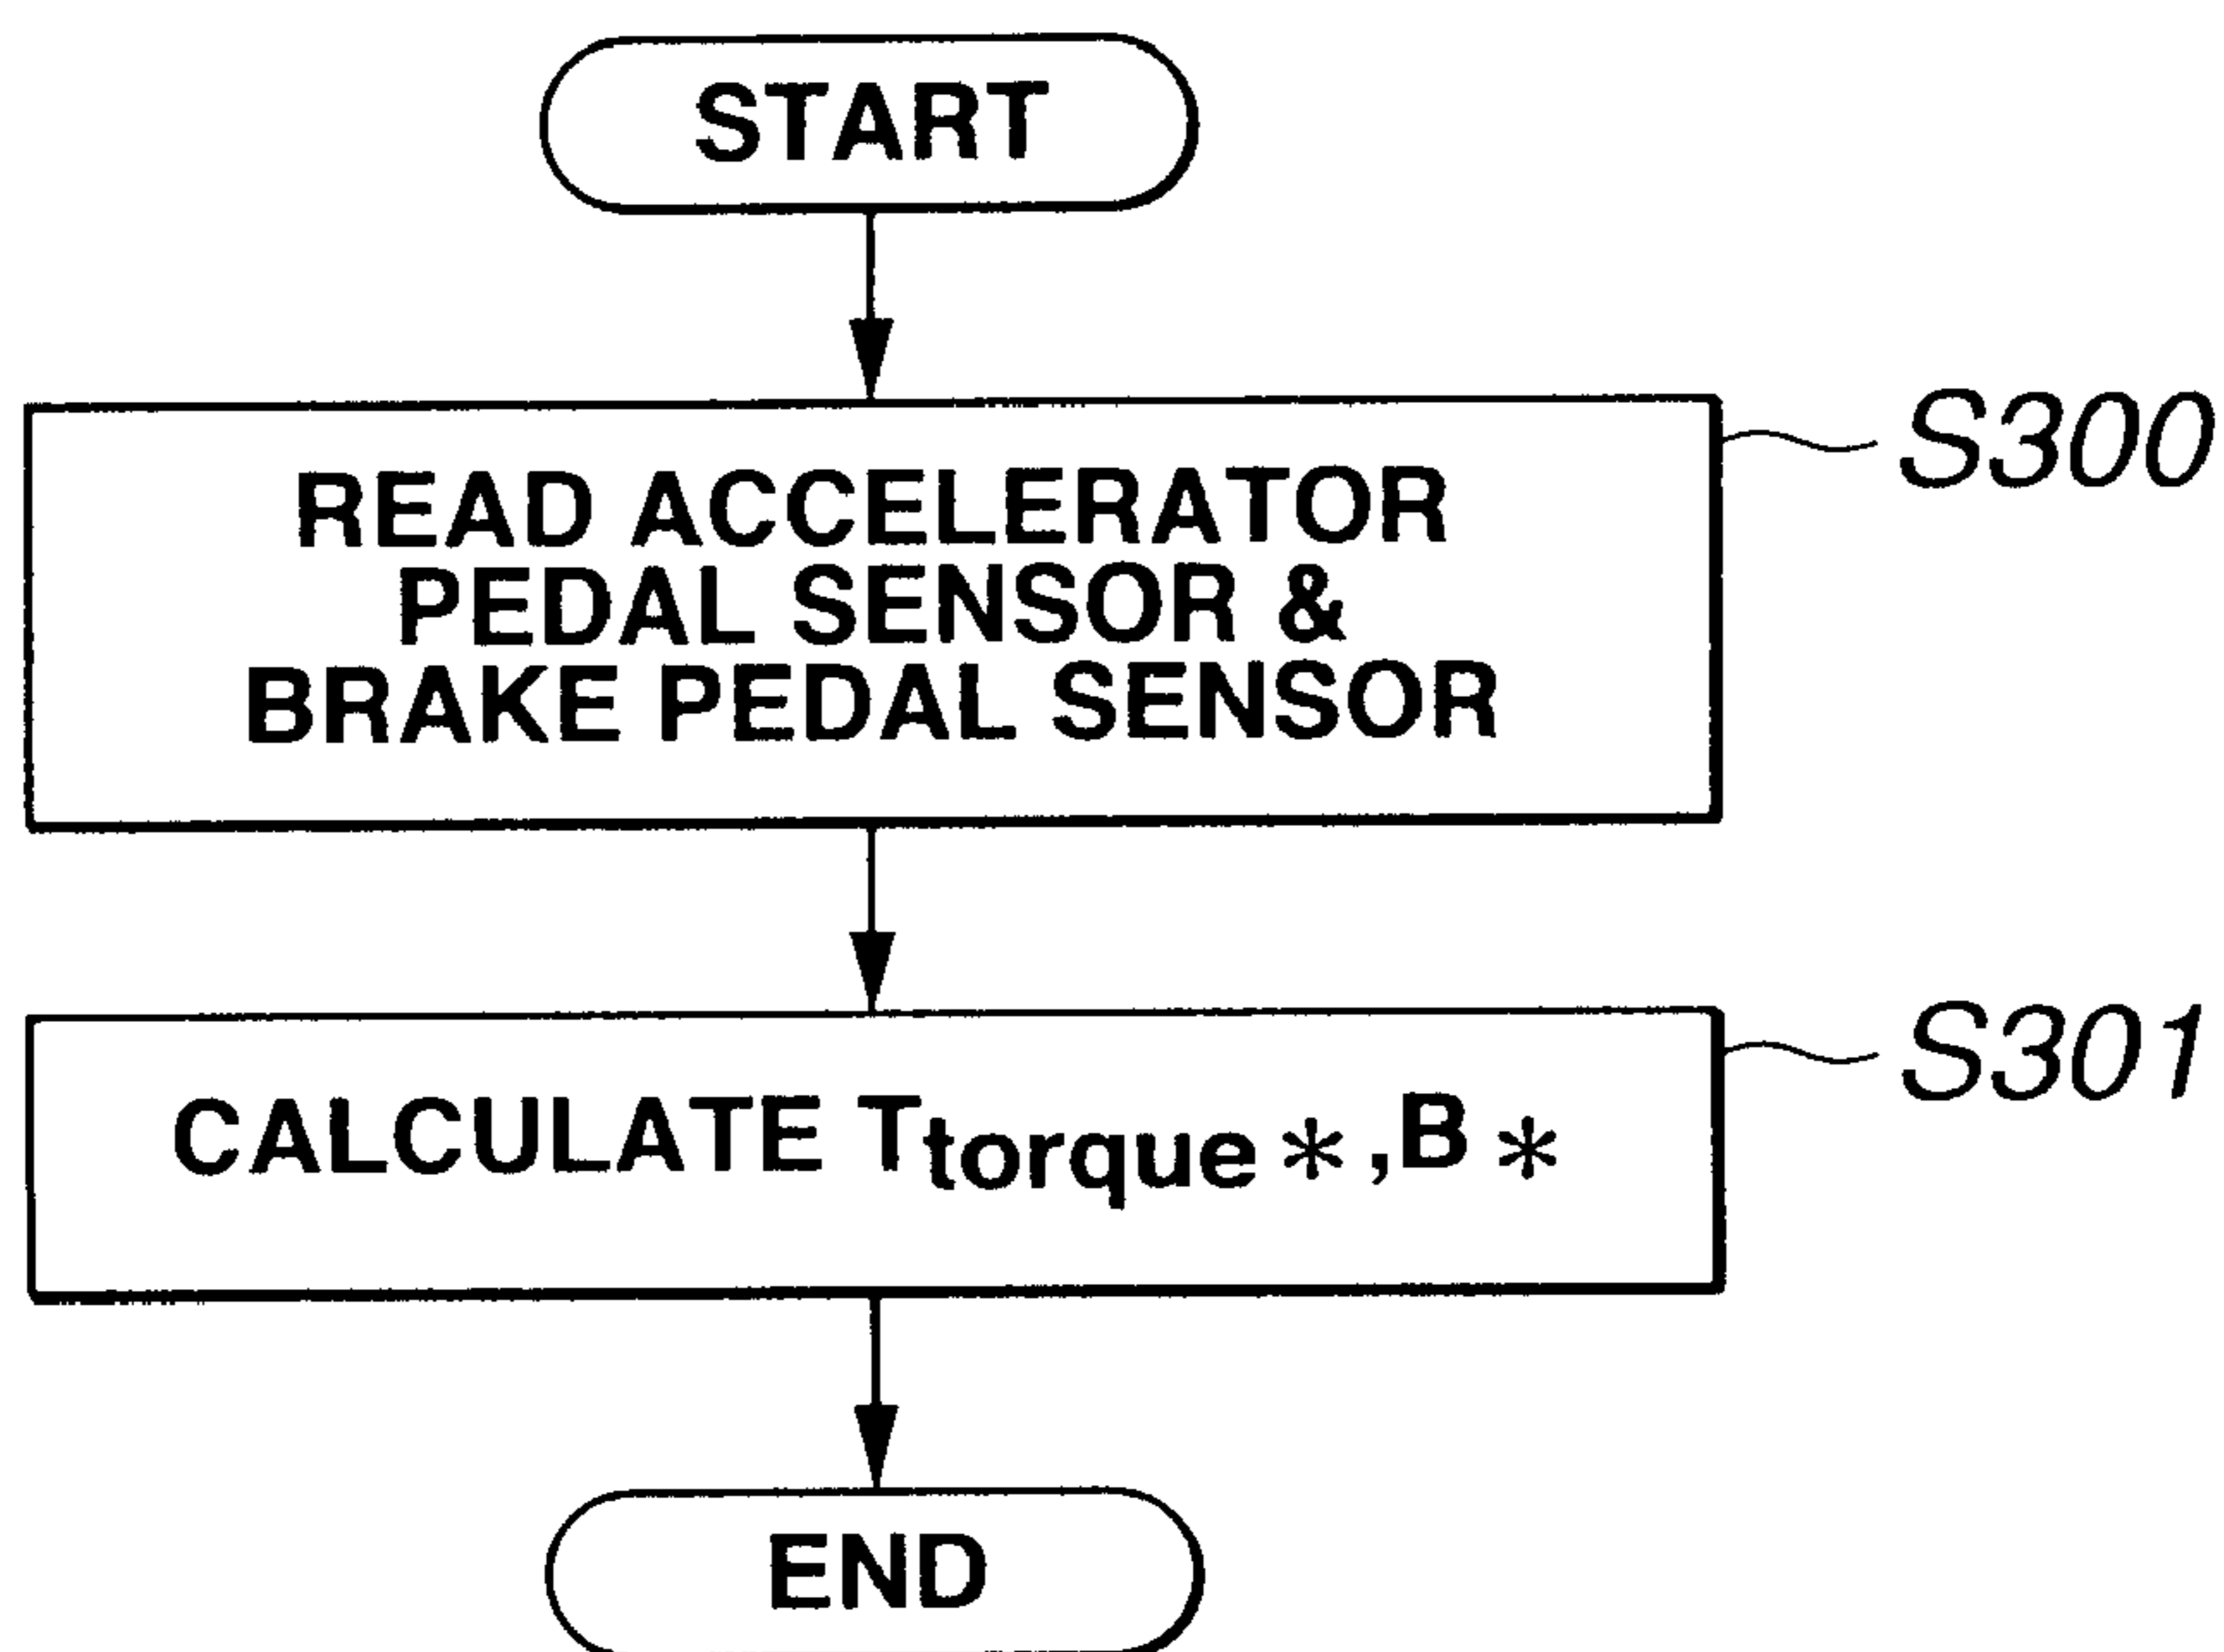 START
S300
READ ACCELERATOR
PEDAL SENSOR &
BRAKE PEDAL SENSOR
S301
CALCULATE Ttorque*,B*
END